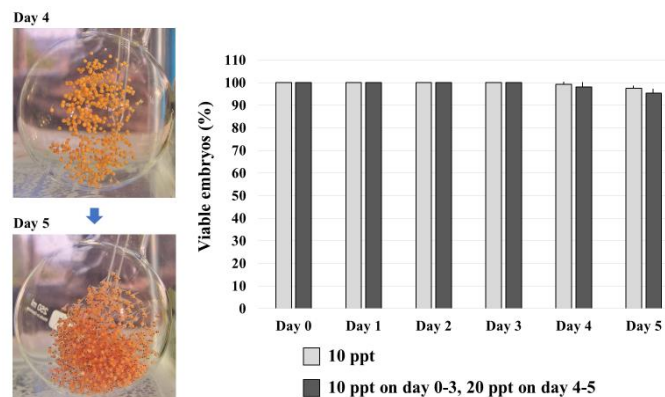 Day 4
Day 5
Viable embryos (%)
110
100
90
80
70
60
50
40
30
20
10
0
Day 0 Day 1 Day 2 Day 3 Day 4 Day 5
10 ppt
10 ppt on day 0-3, 20 ppt on day 4-5